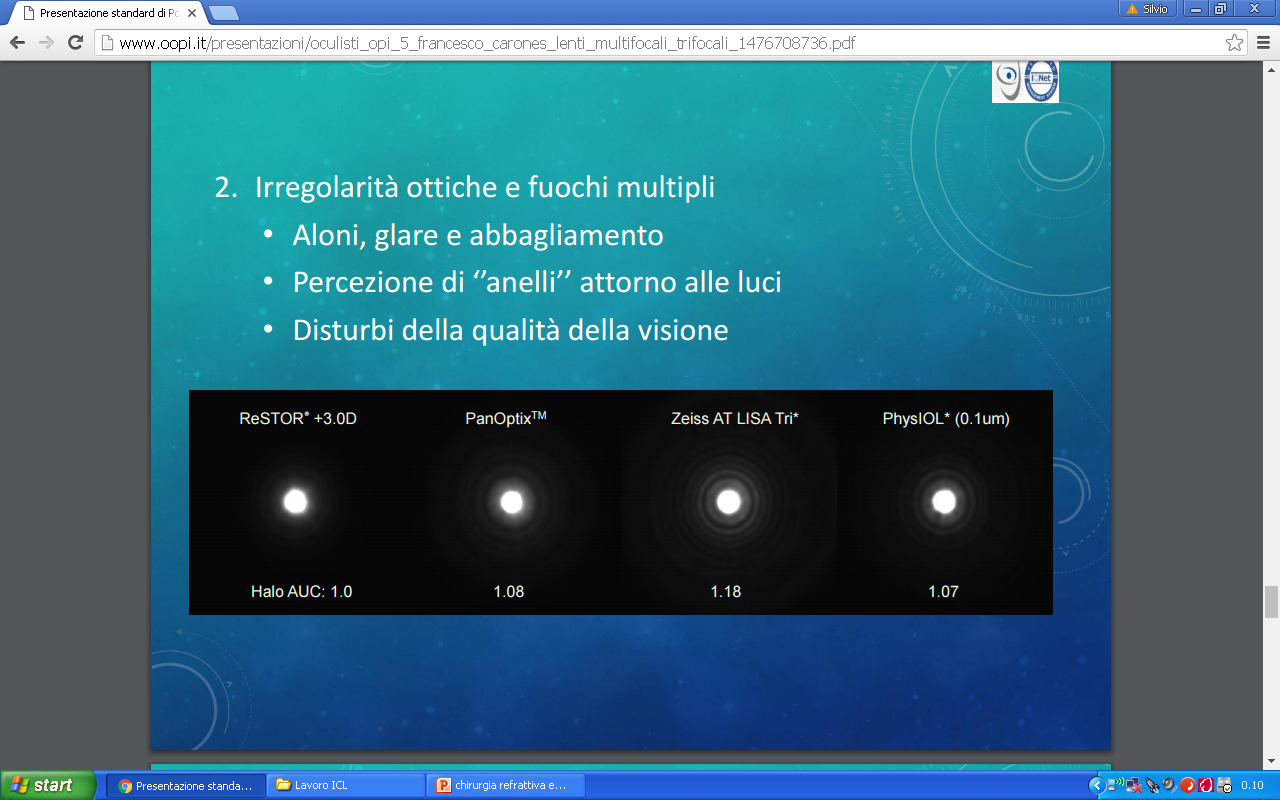 Presentazione standard di Po
Silvio
www.oopi.it/presentazioni/oculisti_opi_5_francesco_carones_lenti_multifocali_trifocali_1476708736.pdf
IQNet
2. Irregolarità ottiche e fuochi multipli
• Aloni, glare e abbagliamento
• Percezione di ‘’anelli’’ attorno alle luci
• Disturbi della qualità della visione
ReSTOR® +3.0D PanOptix™ Zeiss AT LISA Tri* PhysIOL* (0.1um)
Halo AUC: 1.0 1.08 1.18 1.07
start Presentazione standa... Lavoro ICL chirurgia refrattiva e... 0.10